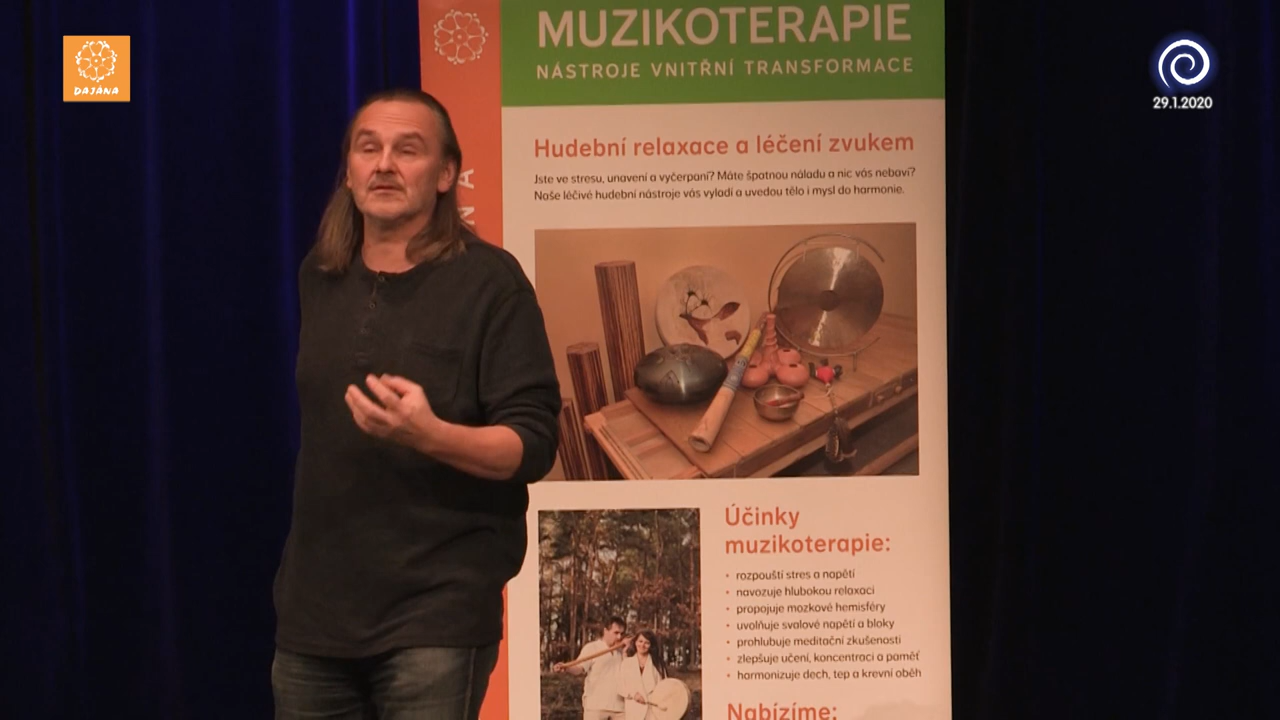 DAJÁNA
29.1.2020
MUZIKOTERAPIE
NÁSTROJE VNITŘNÍ TRANSFORMACE
Hudební relaxace a léčení zvukem
Jste ve stresu, unavení a vyčerpaní? Máte špatnou náladu a nic vás nebaví?
Naše léčivé hudební nástroje vás vyladí a uvedou tělo i mysl do harmonie.
NA
Účinky
muzikoterapie:
• rozpouští stres a napětí
• navozuje hlubokou relaxaci
• propojuje mozkové hemisféry
• uvolňuje svalové napětí a bloky
• prohlubuje meditační zkušenosti
• zlepšuje učení, koncentraci a paměť
• harmonizuje dech, tep a krevní oběh
Nabízíme: